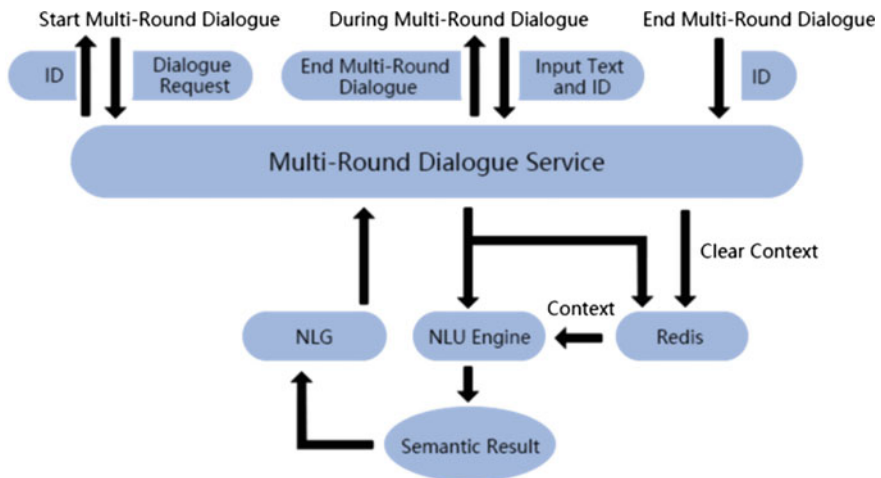 Start Multi-Round Dialogue
During Multi-Round Dialogue
End Multi-Round Dialogue
ID
Dialogue
Request
End Multi-Round
Dialogue
Input Text
and ID
ID
Multi-Round Dialogue Service
Clear Context
Context
NLG
NLU Engine
Redis
Semantic Result